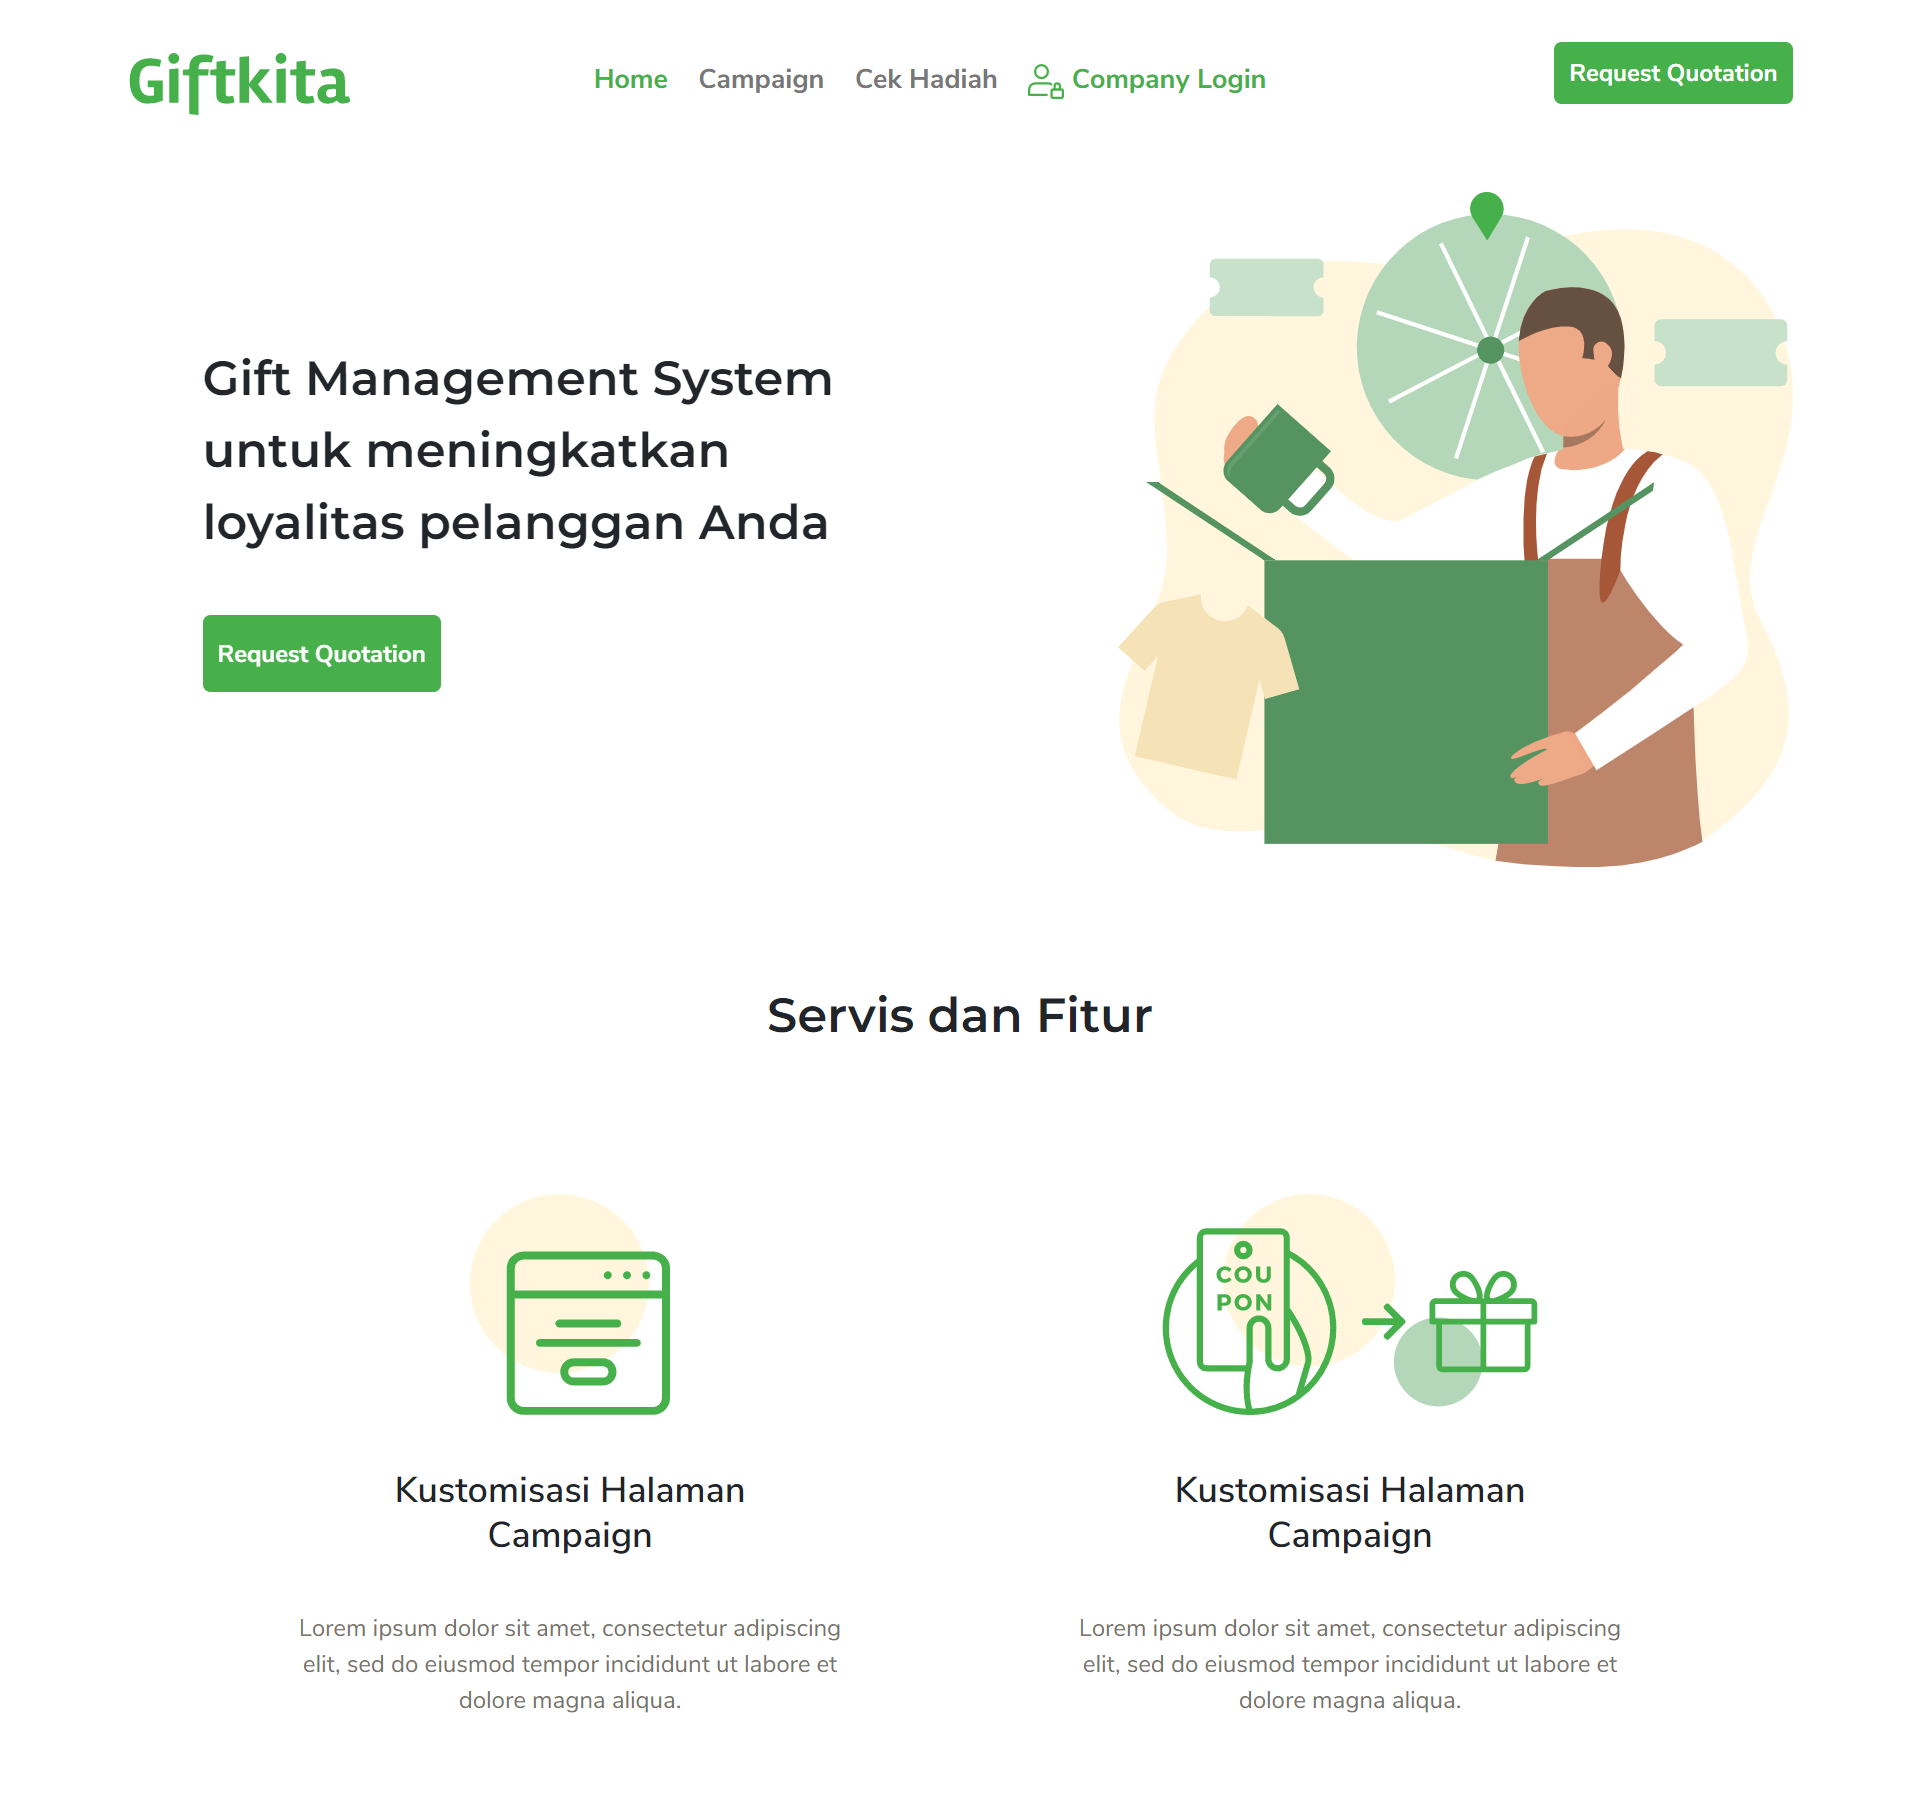 Giftkita
Home Campaign Cek Hadiah Company Login
Request Quotation
Gift Management System
untuk meningkatkan
loyalitas pelanggan Anda
Request Quotation
Servis dan Fitur
COU
PON
Kustomisasi Halaman
Campaign
Lorem ipsum dolor sit amet, consectetur adipiscing
elit, sed do eiusmod tempor incididunt ut labore et
dolore magna aliqua.
Kustomisasi Halaman
Campaign
Lorem ipsum dolor sit amet, consectetur adipiscing
elit, sed do eiusmod tempor incididunt ut labore et
dolore magna aliqua.